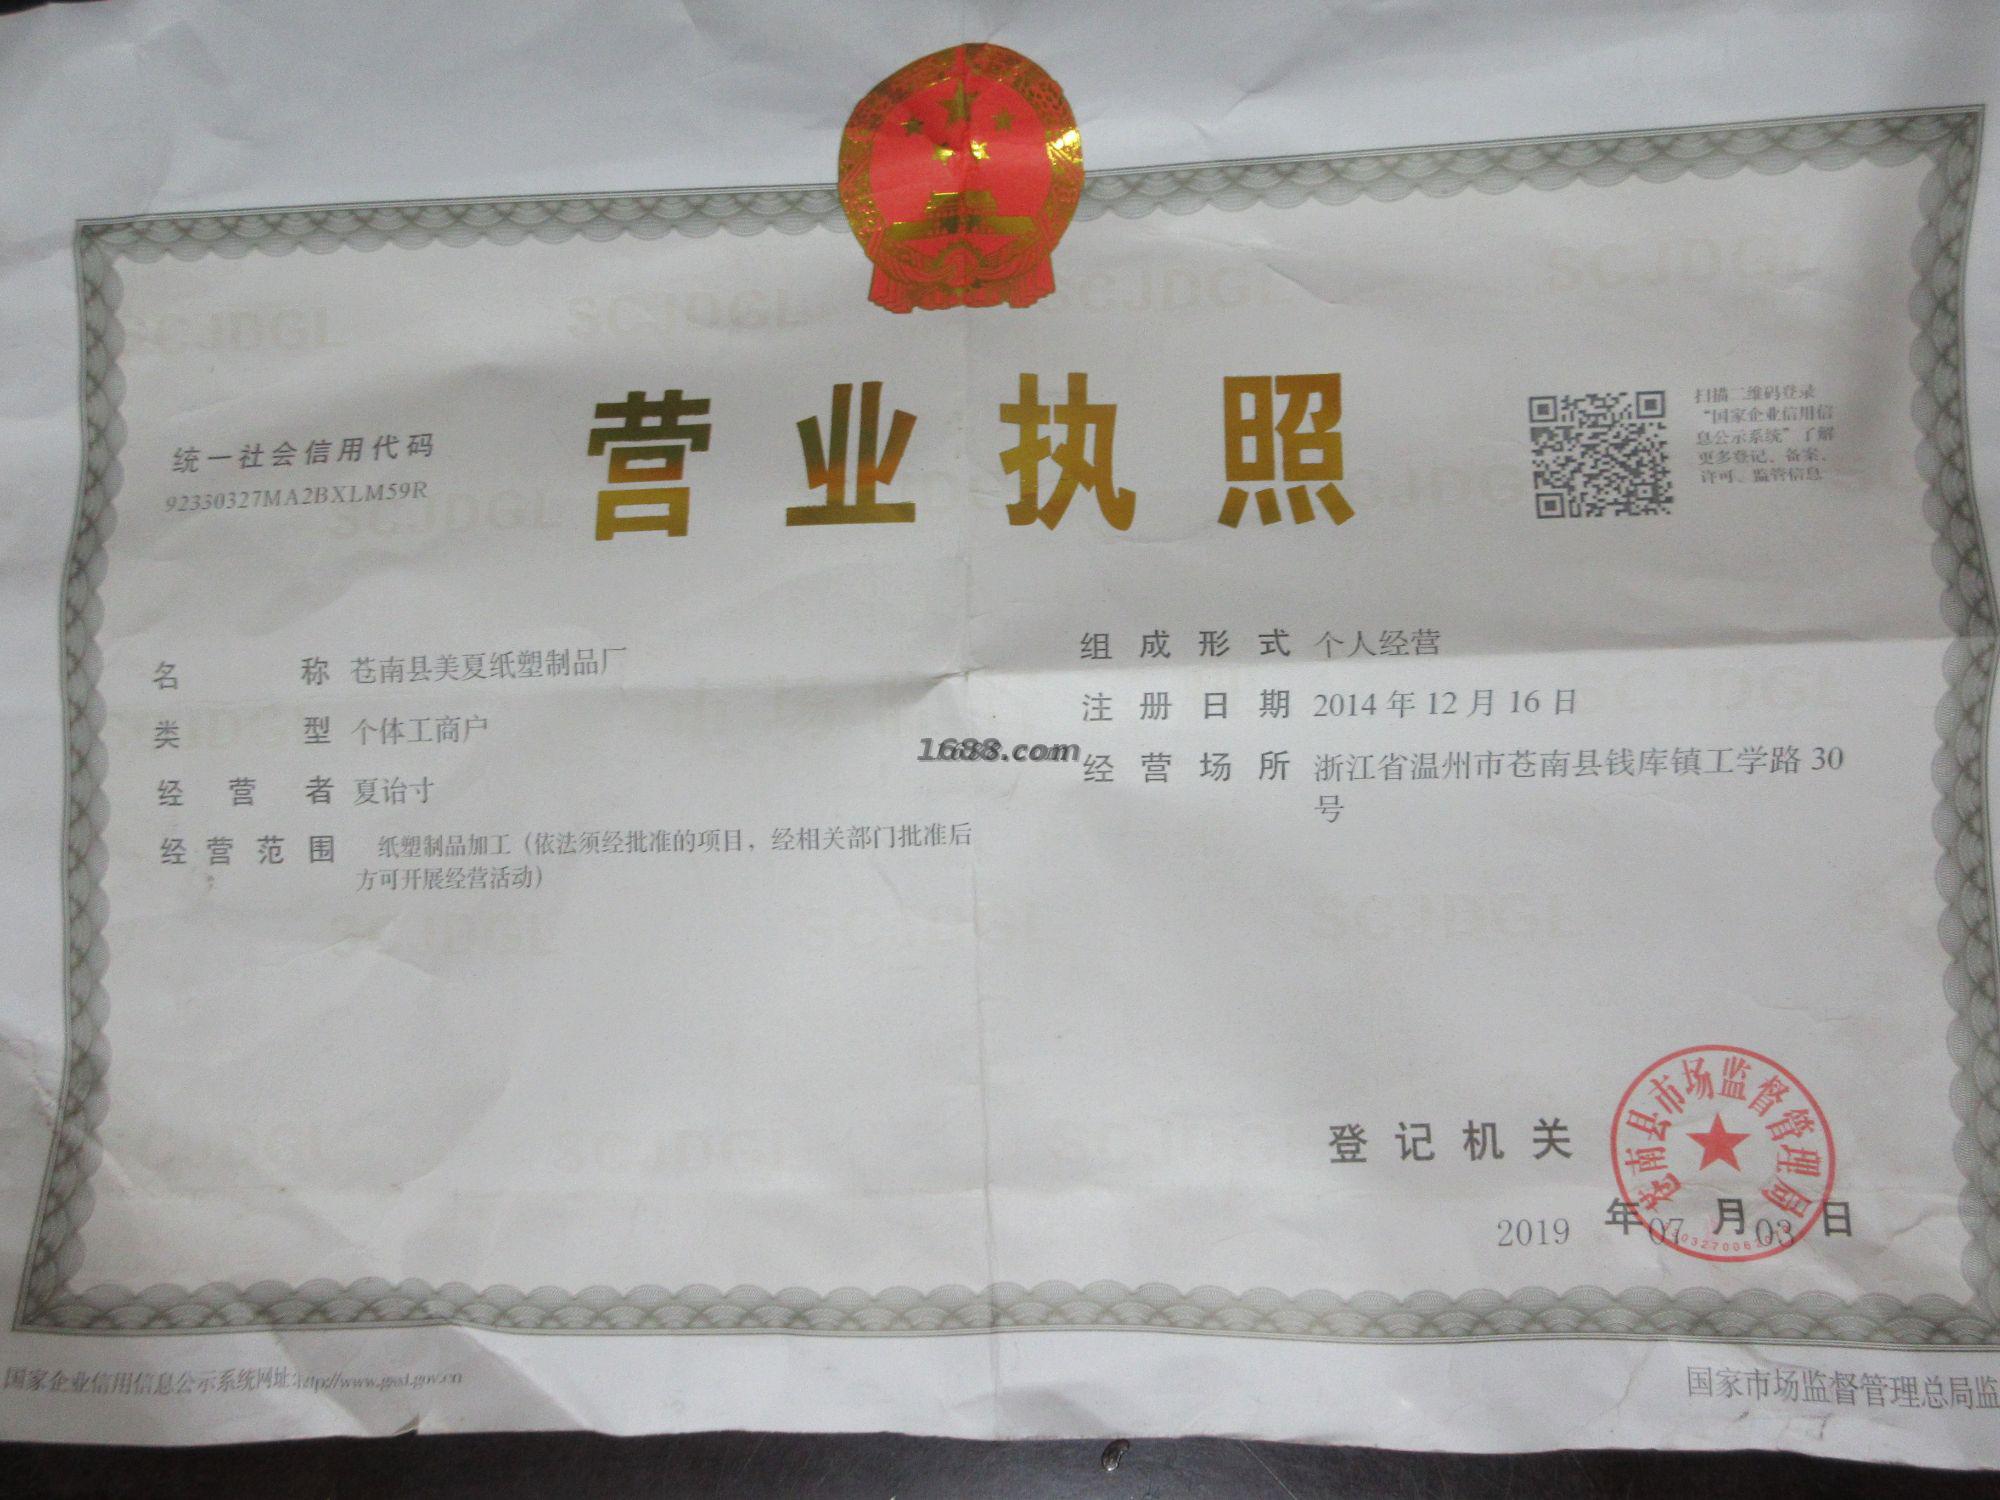 营业执照
统一社会信用代码
92330327MA2BXLM59R
扫描二维码登录
“国家企业信用信
息公示系统”了解
更多登记、备案、
许可、监管信息
名称 苍南县美夏纸塑制品厂
类型 个体工商户
经营者 夏诒寸
经营范围 纸塑制品加工（依法须经批准的项目，经相关部门批准后
方可开展经营活动）
组成形式 个人经营
注册日期 2014年12月16日
经营场所 浙江省温州市苍南县钱库镇工学路30
号
1688.com
登记机关
苍南县市场监督管理局
2019年07月03日
国家企业信用信息公示系统网址:http://www.gsxt.gov.cn
国家市场监督管理总局监
SCJDGL